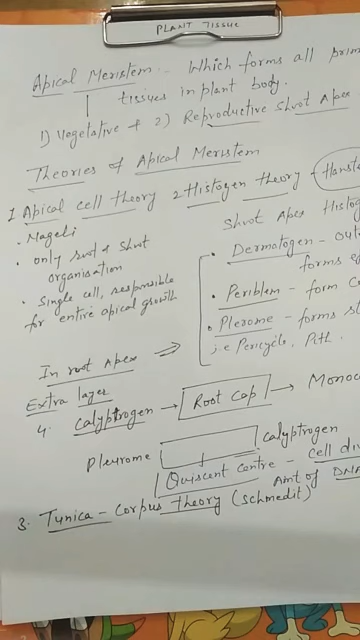 PLANT TISSUE
Apical Meristem - Which forms all
tissues in plant body.
1) Vegetative & 2) Reproductive Shoot Apex
Theories of Apical Meristem
1 Apical cell theory
2 Histogen theory
Shoot Apex
• Nageli
• only root & shoot
organisation
• Single cell, responsible
for entire apical growth
• Dermatogen -
forms
• Periblem - form
• Plerome - forms
i.e Pericycle, Pith.
In root Apex
Extra layer
4. Calyptrogen → Root Cap →
Plerome
Calyptrogen
Quiscent centre - cell
Amt of DNA
3. Tunica - Corpus theory (Schmedit)